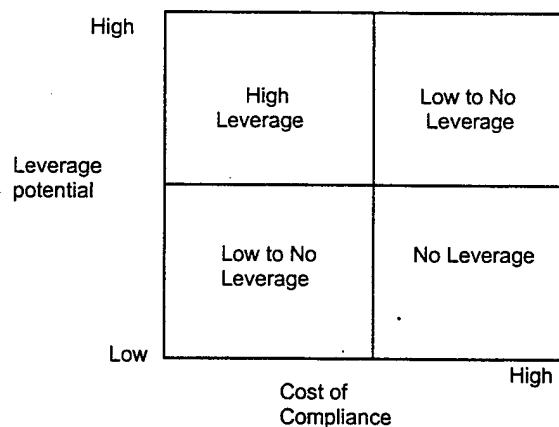 High
High
Leverage
Low to No
Leverage
Leverage
potential
Low to No
Leverage
No Leverage
Low
High
Cost of
Compliance